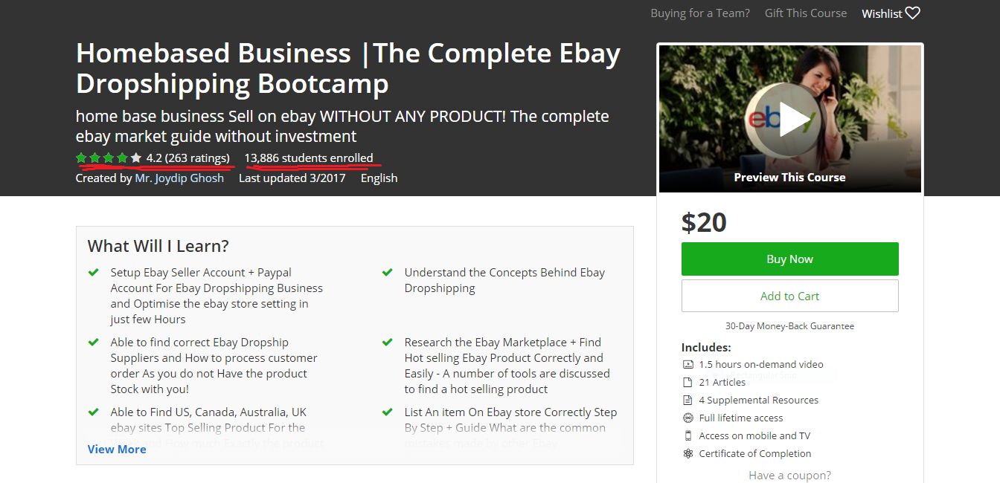 Buying for a Team? Gift This Course Wishlist
Homebased Business |The Complete Ebay
Dropshipping Bootcamp
home base business Sell on ebay WITHOUT ANY PRODUCT! The complete
ebay market guide without investment
4.2 (263 ratings) 13,886 students enrolled
Created by Mr. Joydip Ghosh Last updated 3/2017 English
ebay
Preview This Course
$20
Buy Now
Add to Cart
30-Day Money-Back Guarantee
Includes:
1.5 hours on-demand video
21 Articles
4 Supplemental Resources
Full lifetime access
Access on mobile and TV
Certificate of Completion
Have a coupon?
What Will I Learn?
Setup Ebay Seller Account + Paypal
Account For Ebay Dropshipping Business
and Optimise the ebay store setting in
just few Hours
Understand the Concepts Behind Ebay
Dropshipping
Able to find correct Ebay Dropship
Suppliers and How to process customer
order As you do not Have the product
Stock with you!
Research the Ebay Marketplace + Find
Hot selling Ebay Product Correctly and
Easily - A number of tools are discussed
to find a hot selling product
Able to Find US, Canada, Australia, UK
ebay sites Top Selling Product For the
and How much Exactly the product
List An item On Ebay store Correctly Step
By Step + Guide What are the common
mistakes made by other Ebay
View More